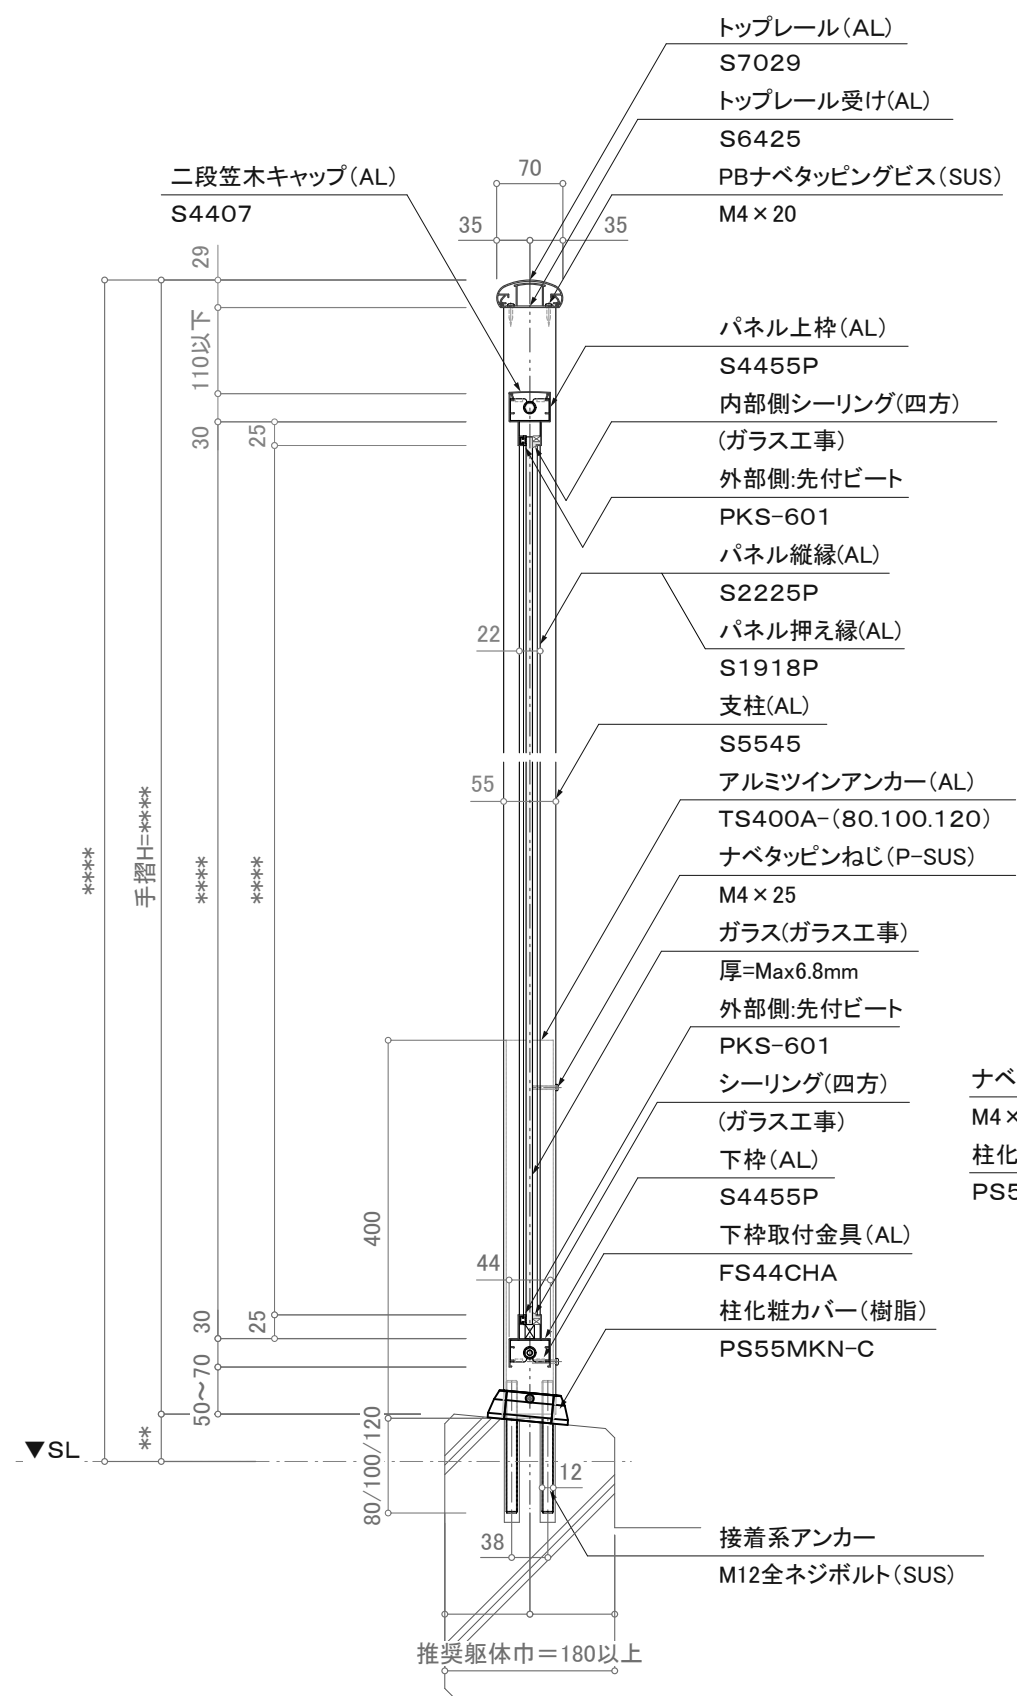 トップレール(AL)
S7029
トップレール受け(AL)
S6425
PBナベタッピングビス(SUS)
M4×20
二段笠木キャップ(AL)
S4407
70
35
35
29
110以下
30
25
パネル上枠(AL)
S4455P
内部側シーリング(四方)
(ガラス工事)
外部側:先付ビート
PKS-601
パネル縦縁(AL)
S2225P
パネル押え縁(AL)
S1918P
22
支柱(AL)
S5545
55
アルミツインアンカー(AL)
TS400A-(80.100.120)
ナベタッピンねじ(P-SUS)
M4×25
ガラス(ガラス工事)
厚=Max6.8mm
外部側:先付ビート
PKS-601
シーリング(四方)
(ガラス工事)
下枠(AL)
S4455P
下枠取付金具(AL)
FS44CHA
柱化粧カバー(樹脂)
PS55MKN-C
****
手摺H=****
****
****
400
44
30
25
50~70
**
80/100/120
▼SL
12
38
接着系アンカー
M12全ネジボルト(SUS)
推奨躯体巾=180以上
ナベ
M4×
柱化
PS5